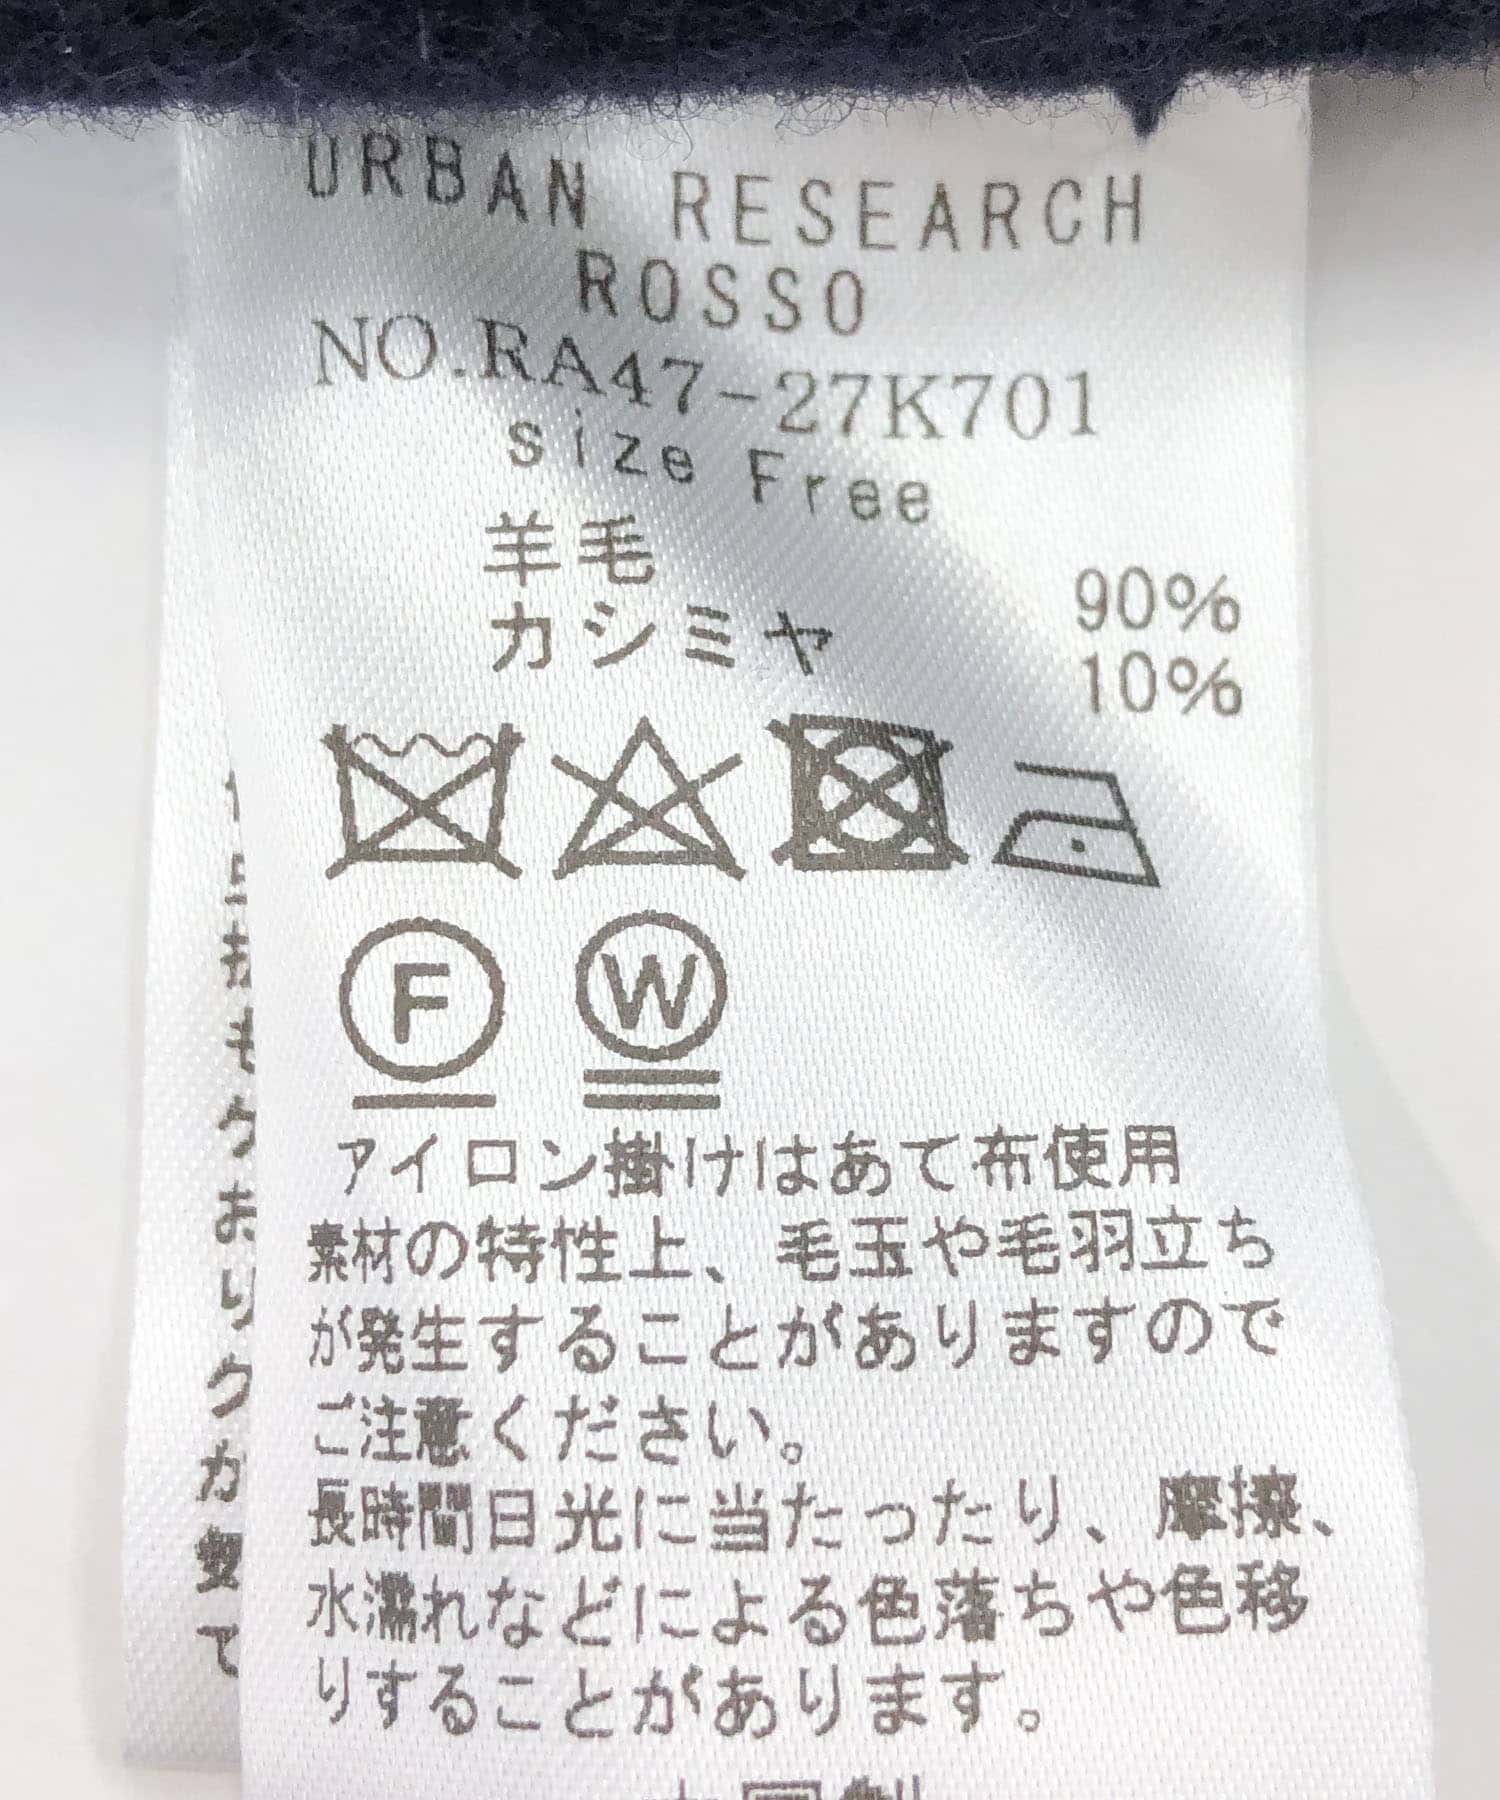 URBAN RESEARCH
ROSSO
NO.RA47-27K701
size Free
羊毛 90%
カシミヤ 10%
F
W
アイロン掛けはあて布使用
素材の特性上、毛玉や毛羽立ち
が発生することがありますので
ご注意ください。
長時間日光に当たったり、摩擦、
水濡れなどによる色落ちや色移
りすることがあります。